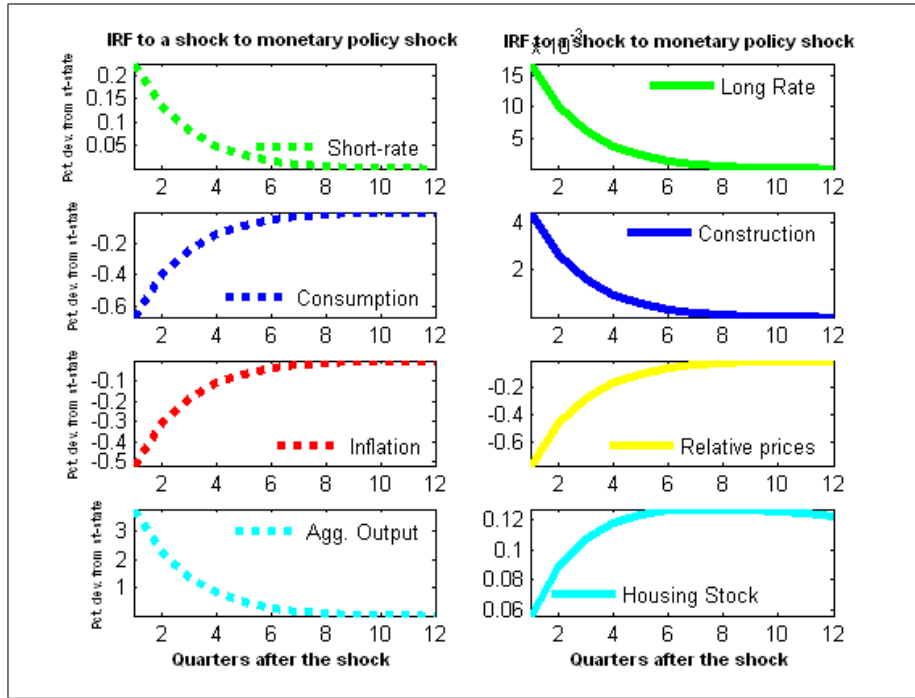 IRF to a shock to monetary policy shock
Pct. dev. from st-state
0.2
0.15
0.1
0.05
Short-rate
2 4 6 8 10 12
IRF to a shock to monetary policy shock
x 10-3
15
10
5
Long Rate
2 4 6 8 10 12
Pct. dev. from st-state
-0.2
-0.4
-0.6
Consumption
2 4 6 8 10 12
4
2
Construction
2 4 6 8 10 12
Pct. dev. from st-state
-0.1
-0.2
-0.3
-0.4
-0.5
Inflation
2 4 6 8 10 12
-0.2
-0.4
-0.6
Relative prices
2 4 6 8 10 12
Pct. dev. from st-state
3
2
1
Agg. Output
2 4 6 8 10 12
Quarters after the shock
0.12
0.1
0.08
0.06
Housing Stock
2 4 6 8 10 12
Quarters after the shock